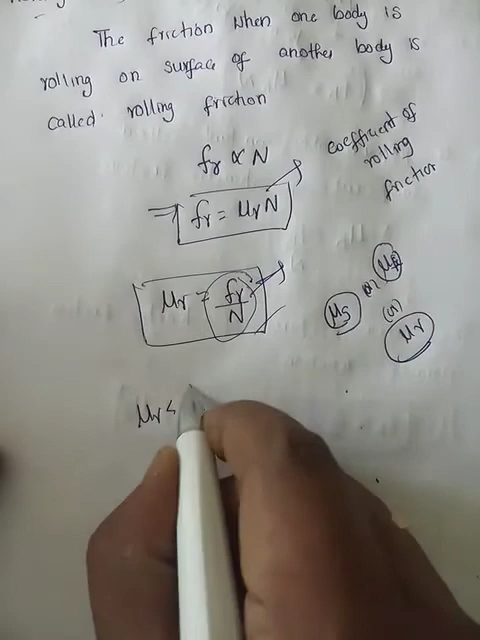 The friction when one body is
rolling on surface of another body is
called rolling friction
fr ∝ N
coefficient of
rolling
friction
⇒ fr = μrN
μr = fr/N
μk
(or)
μs
(or)
μr
μr <